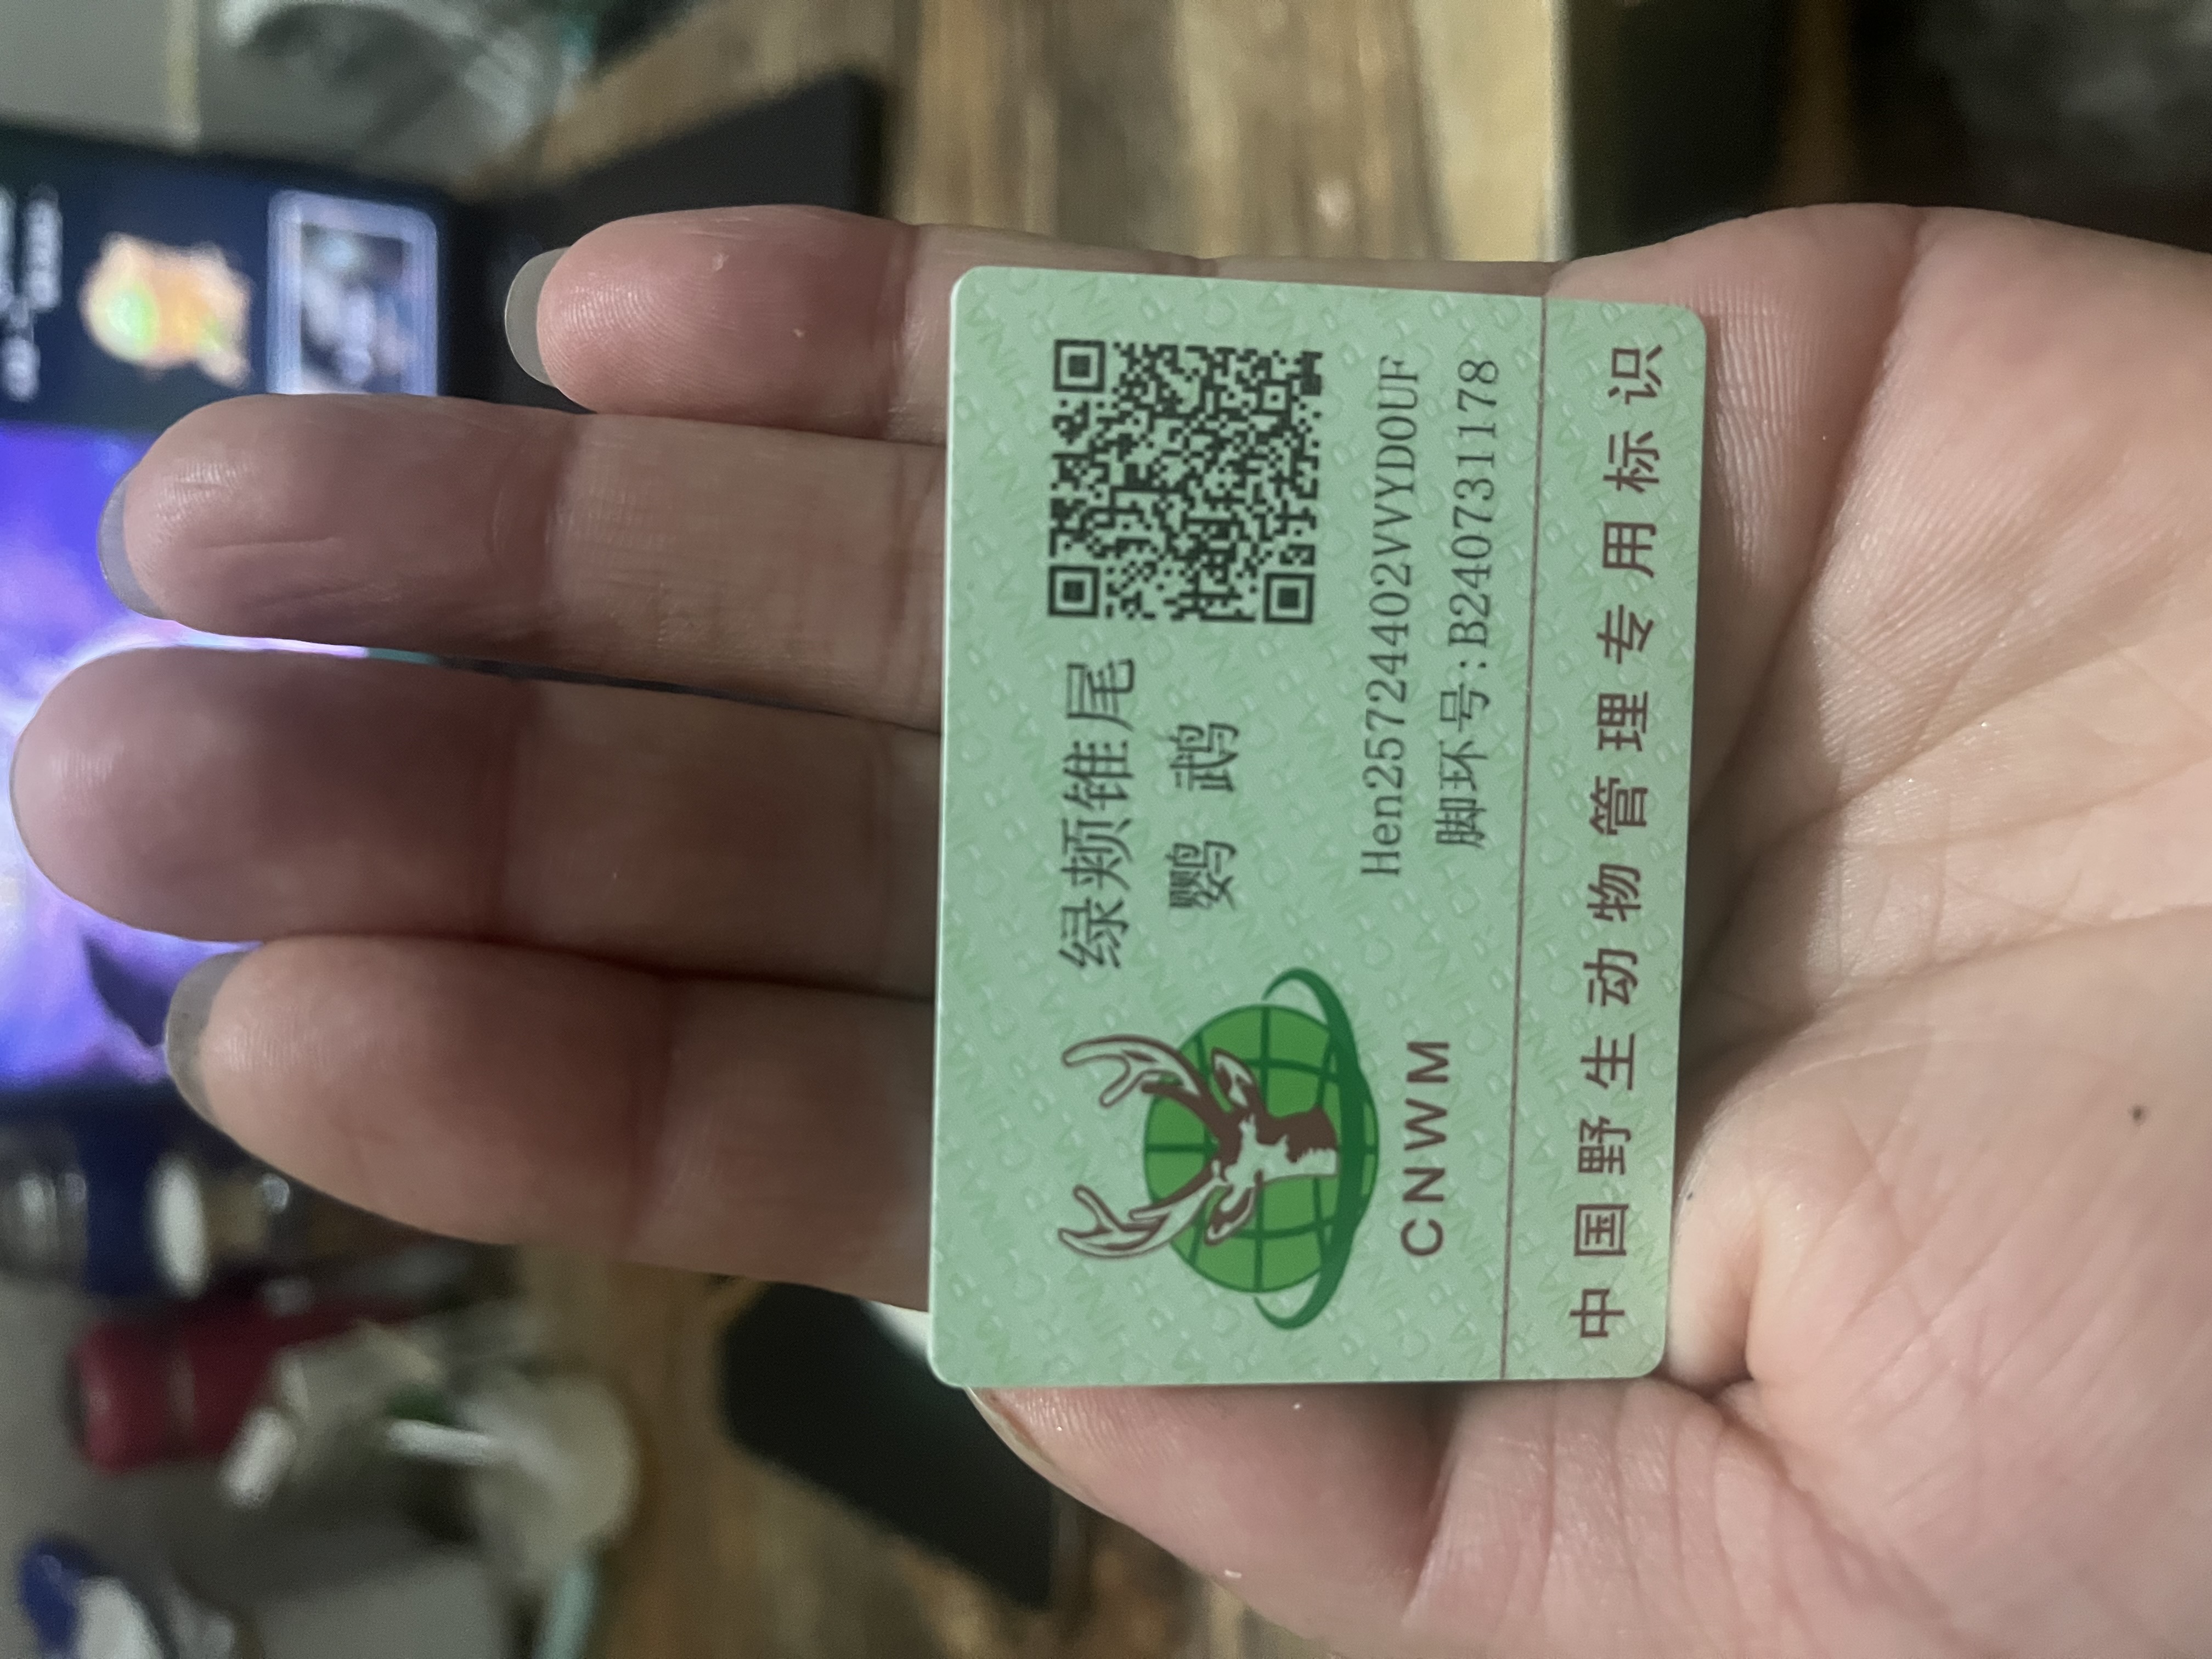 绿颊锥尾
鹦 鹉
CNWM
Hen25724402VVYD0UF
脚环号:B240731178
中国野生动物管理专用标识